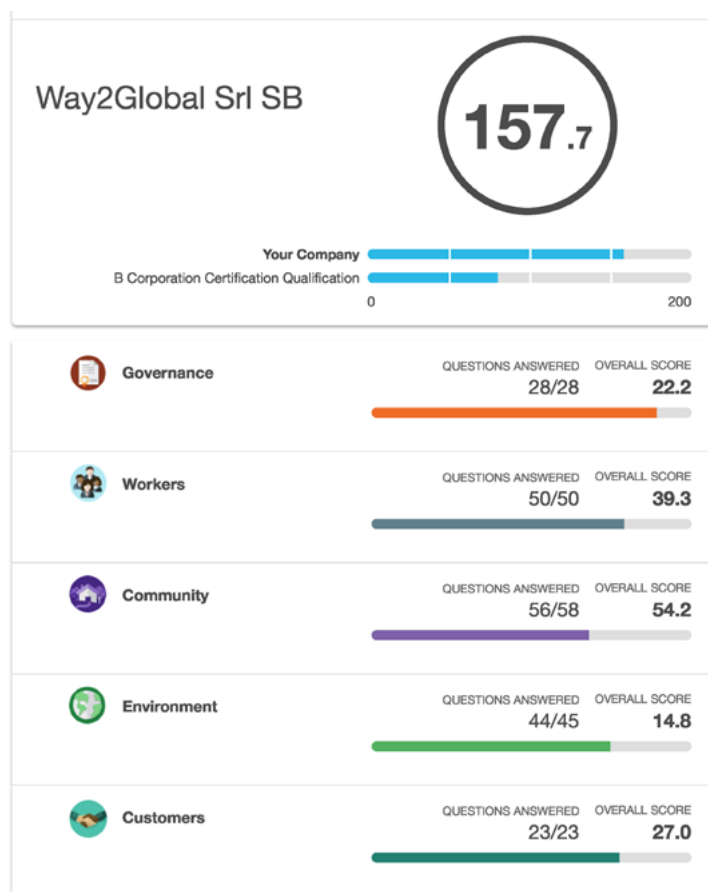 Way2Global Srl SB
157.7
Your Company
B Corporation Certification Qualification
0 200
Governance
QUESTIONS ANSWERED OVERALL SCORE
28/28 22.2
Workers
QUESTIONS ANSWERED OVERALL SCORE
50/50 39.3
Community
QUESTIONS ANSWERED OVERALL SCORE
56/58 54.2
Environment
QUESTIONS ANSWERED OVERALL SCORE
44/45 14.8
Customers
QUESTIONS ANSWERED OVERALL SCORE
23/23 27.0